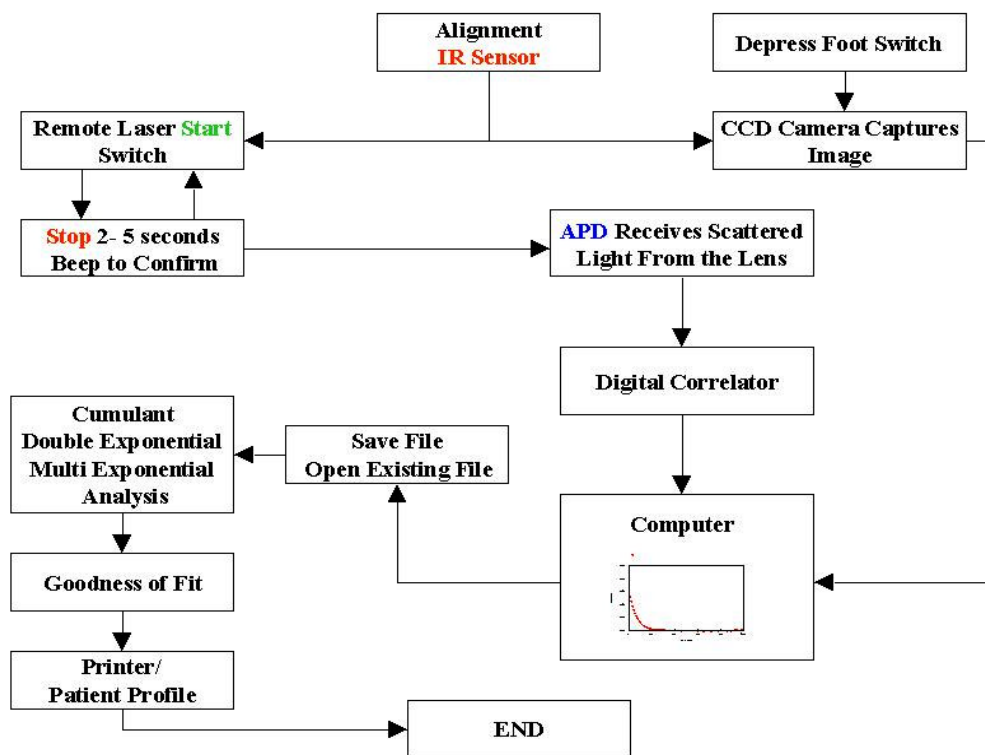 Alignment
IR Sensor
Depress Foot Switch
Remote Laser Start
Switch
CCD Camera Captures
Image
Stop 2- 5 seconds
Beep to Confirm
APD Receives Scattered
Light From the Lens
Digital Correlator
Cumulant
Double Exponential
Multi Exponential
Analysis
Save File
Open Existing File
Computer
Goodness of Fit
Printer/
Patient Profile
END